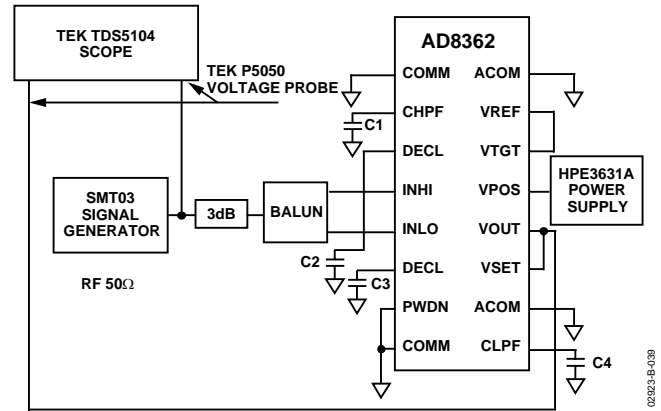 TEK TDS5104
SCOPE
TEK P5050
VOLTAGE PROBE
SMT03
SIGNAL
GENERATOR
3dB
BALUN
RF 50Ω
C1
C2
C3
AD8362
COMM ACOM
CHPF VREF
DECL VTGT
INHI VPOS
INLO VOUT
DECL VSET
PWDN ACOM
COMM CLPF
HPE3631A
POWER
SUPPLY
C4
02923-B-039